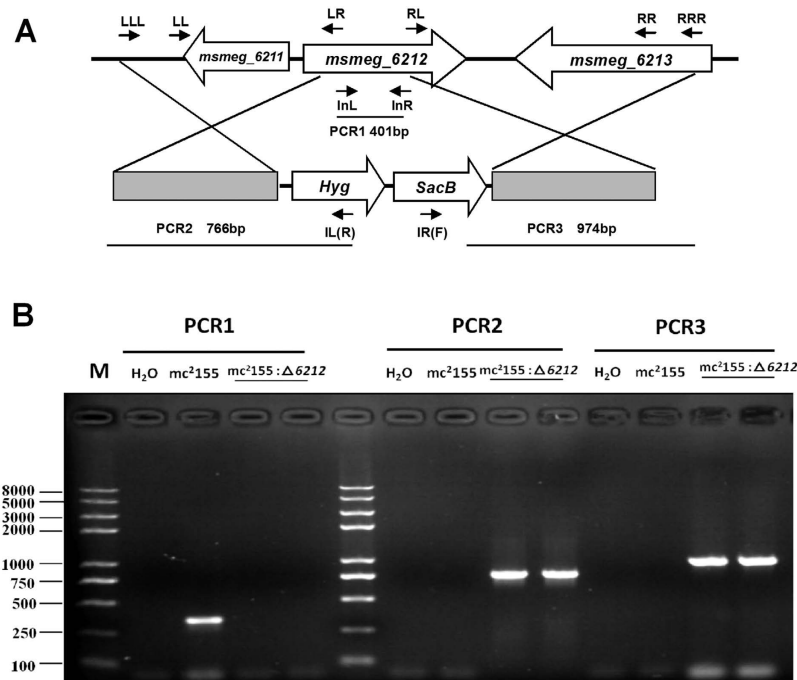 A
LLL LL LR RL RR RRR
msmeg_6211 msmeg_6212 msmeg_6213
InL InR
PCR1 401bp
Hyg SacB
PCR2 766bp IL(R) IR(F) PCR3 974bp
B
PCR1 PCR2 PCR3
M H₂O mc²155 mc²155:Δ6212 H₂O mc²155 mc²155:Δ6212 H₂O mc²155 mc²155:Δ6212
8000
5000
3000
2000
1000
750
500
250
100